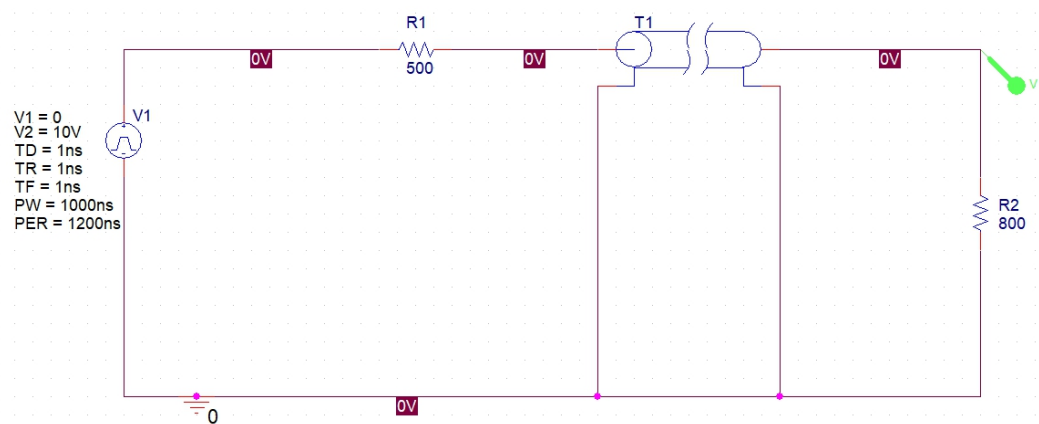 R1
T1
0V
500
0V
0V
V
V1 = 0
V1
V2 = 10V
TD = 1ns
TR = 1ns
TF = 1ns
PW = 1000ns
PER = 1200ns
R2
800
0
0V